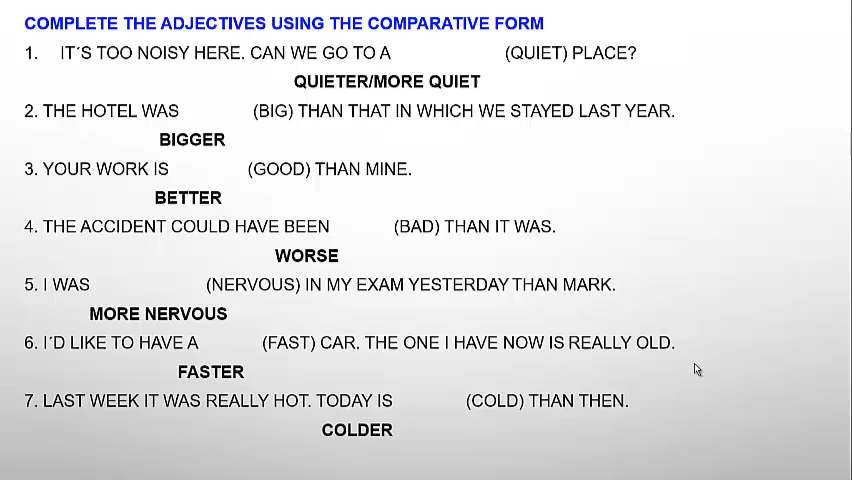 COMPLETE THE ADJECTIVES USING THE COMPARATIVE FORM
1. IT´S TOO NOISY HERE. CAN WE GO TO A (QUIET) PLACE?
QUIETER/MORE QUIET
2. THE HOTEL WAS (BIG) THAN THAT IN WHICH WE STAYED LAST YEAR.
BIGGER
3. YOUR WORK IS (GOOD) THAN MINE.
BETTER
4. THE ACCIDENT COULD HAVE BEEN (BAD) THAN IT WAS.
WORSE
5. I WAS (NERVOUS) IN MY EXAM YESTERDAY THAN MARK.
MORE NERVOUS
6. I´D LIKE TO HAVE A (FAST) CAR. THE ONE I HAVE NOW IS REALLY OLD.
FASTER
7. LAST WEEK IT WAS REALLY HOT. TODAY IS (COLD) THAN THEN.
COLDER